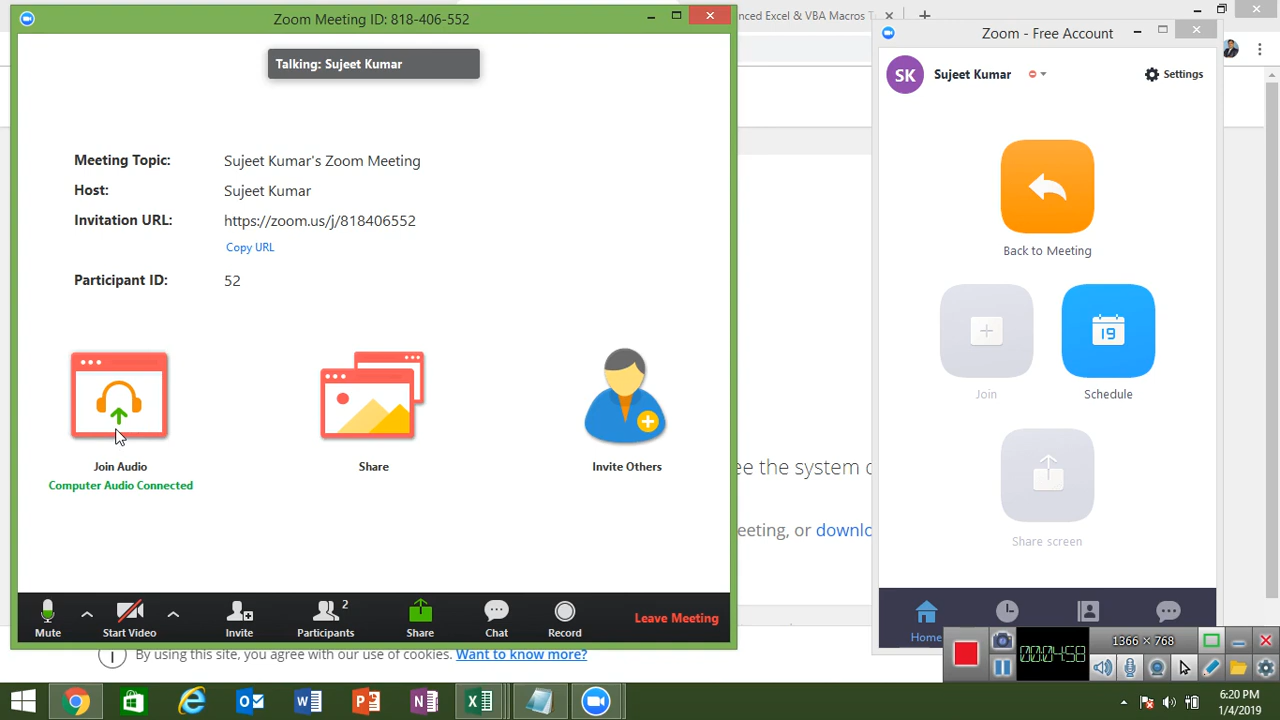 Zoom Meeting ID: 818-406-552
nced Excel & VBA Macros T
Talking: Sujeet Kumar
Meeting Topic: Sujeet Kumar's Zoom Meeting
Host: Sujeet Kumar
Invitation URL: https://zoom.us/j/818406552
Copy URL
Participant ID: 52
Join Audio
Computer Audio Connected
Share
Invite Others
Mute
Start Video
Invite
Participants 2
Share
Chat
Record
Leave Meeting
Zoom - Free Account
SK Sujeet Kumar
Settings
Back to Meeting
Join
19
Schedule
Share screen
Home
ee the system d
eeting, or downlo
By using this site, you agree with our use of cookies. Want to know more?
00:04:58
1366 × 768
6:20 PM
1/4/2019